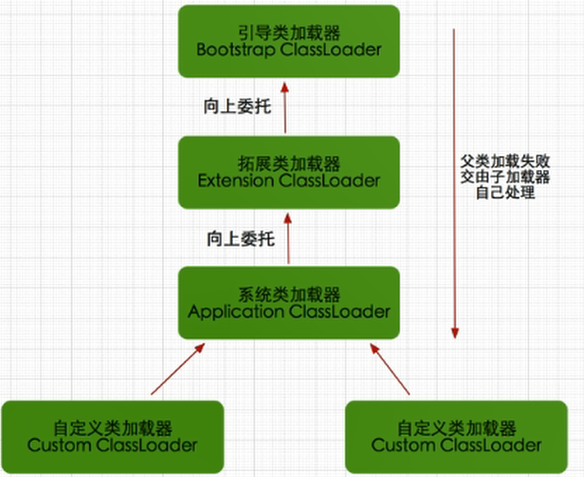 引导类加载器
Bootstrap ClassLoader
向上委托
拓展类加载器
Extension ClassLoader
父类加载失败
交由子加载器
自己处理
向上委托
系统类加载器
Application ClassLoader
自定义类加载器
Custom ClassLoader
自定义类加载器
Custom ClassLoader